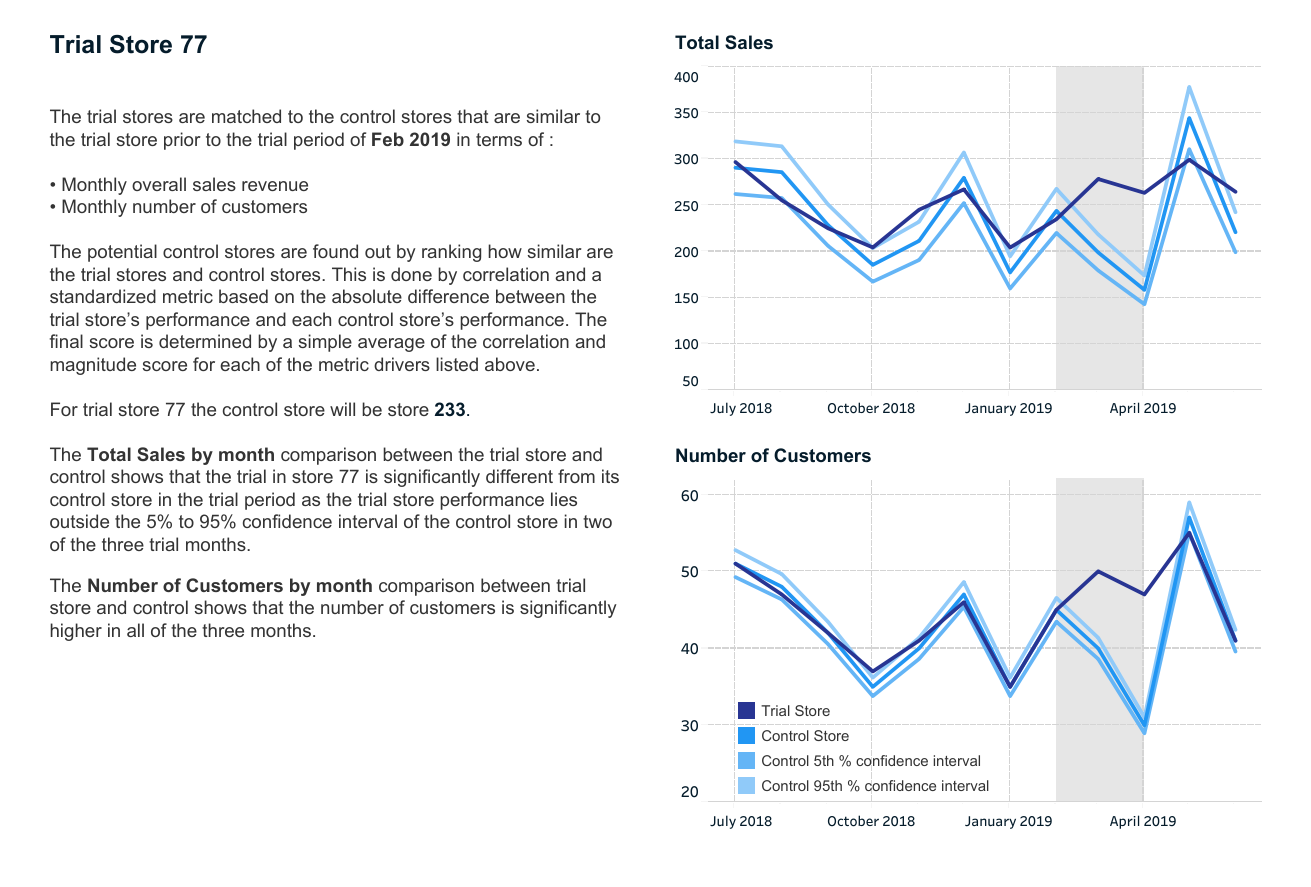 Trial Store 77
The trial stores are matched to the control stores that are similar to
the trial store prior to the trial period of Feb 2019 in terms of :
• Monthly overall sales revenue
• Monthly number of customers
The potential control stores are found out by ranking how similar are
the trial stores and control stores. This is done by correlation and a
standardized metric based on the absolute difference between the
trial store’s performance and each control store’s performance. The
final score is determined by a simple average of the correlation and
magnitude score for each of the metric drivers listed above.
For trial store 77 the control store will be store 233.
The Total Sales by month comparison between the trial store and
control shows that the trial in store 77 is significantly different from its
control store in the trial period as the trial store performance lies
outside the 5% to 95% confidence interval of the control store in two
of the three trial months.
The Number of Customers by month comparison between trial
store and control shows that the number of customers is significantly
higher in all of the three months.
Total Sales
400
350
300
250
200
150
100
50
July 2018 October 2018 January 2019 April 2019
Number of Customers
60
50
40
30
20
Trial Store
Control Store
Control 5th % confidence interval
Control 95th % confidence interval
July 2018 October 2018 January 2019 April 2019